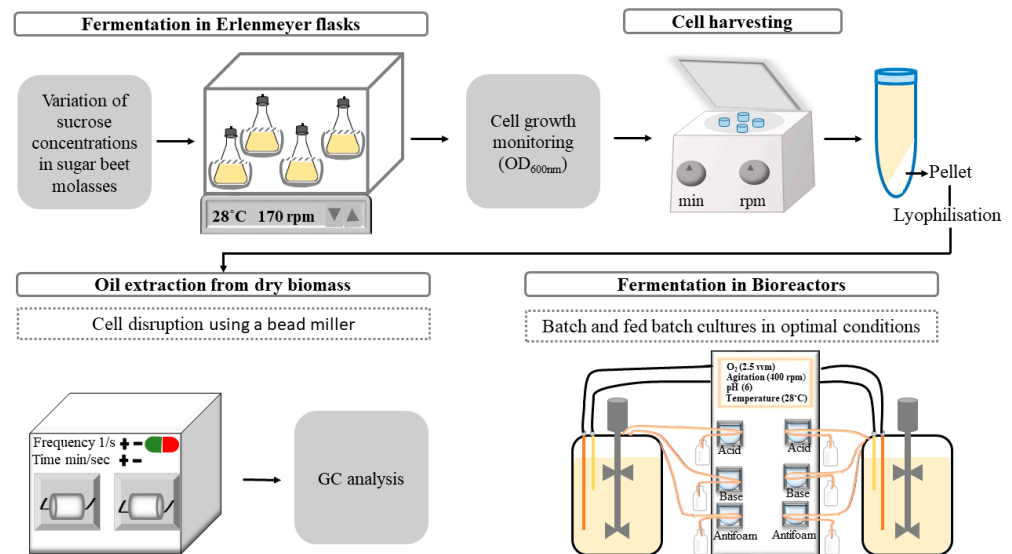 Fermentation in Erlenmeyer flasks
Cell harvesting
Variation of
sucrose
concentrations
in sugar beet
molasses
28°C 170 rpm
Cell growth
monitoring
(OD600nm)
min
rpm
Pellet
Lyophilisation
Oil extraction from dry biomass
Cell disruption using a bead miller
Frequency 1/s + -
Time min/sec + -
GC analysis
Fermentation in Bioreactors
Batch and fed batch cultures in optimal conditions
O2 (2.5 vvm)
Agitation (400 rpm)
pH (6)
Temperature (28°C)
Acid
Acid
Base
Base
Antifoam
Antifoam